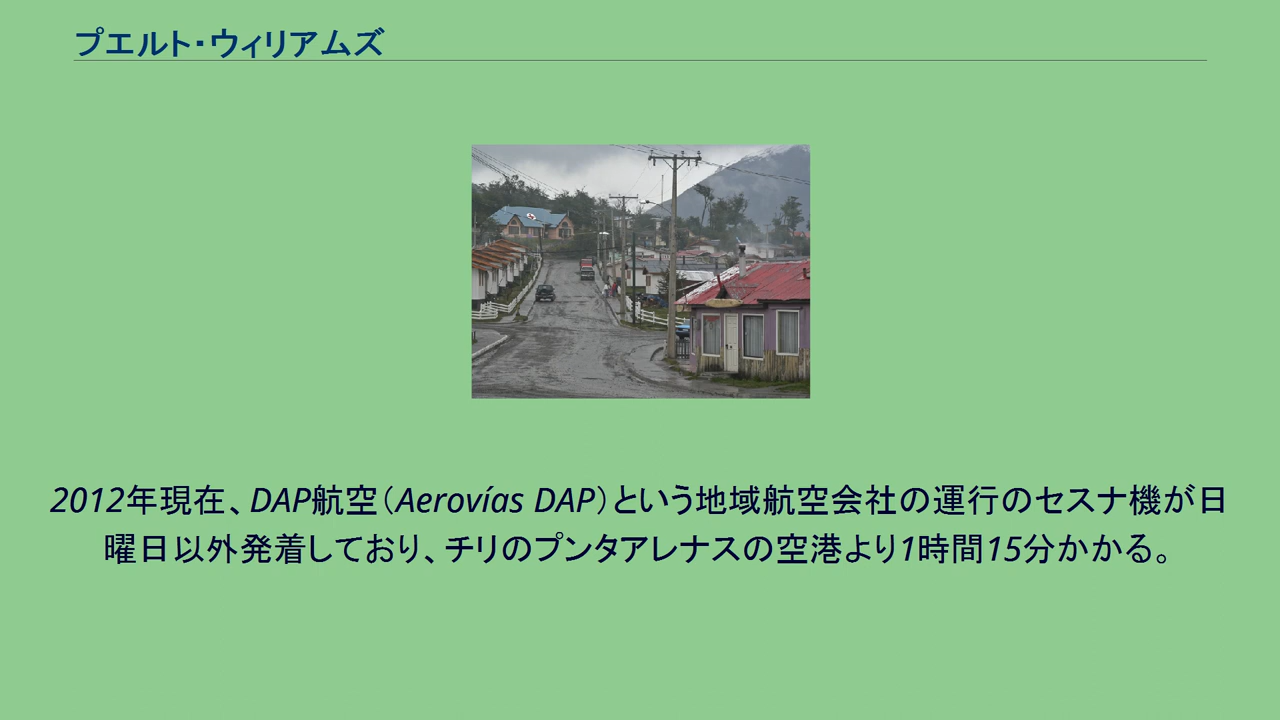 プエルト・ウィリアムズ
2012年現在、DAP航空（Aerovías DAP）という地域航空会社の運行のセスナ機が日
曜日以外発着しており、チリのプンタアレナスの空港より1時間15分かかる。